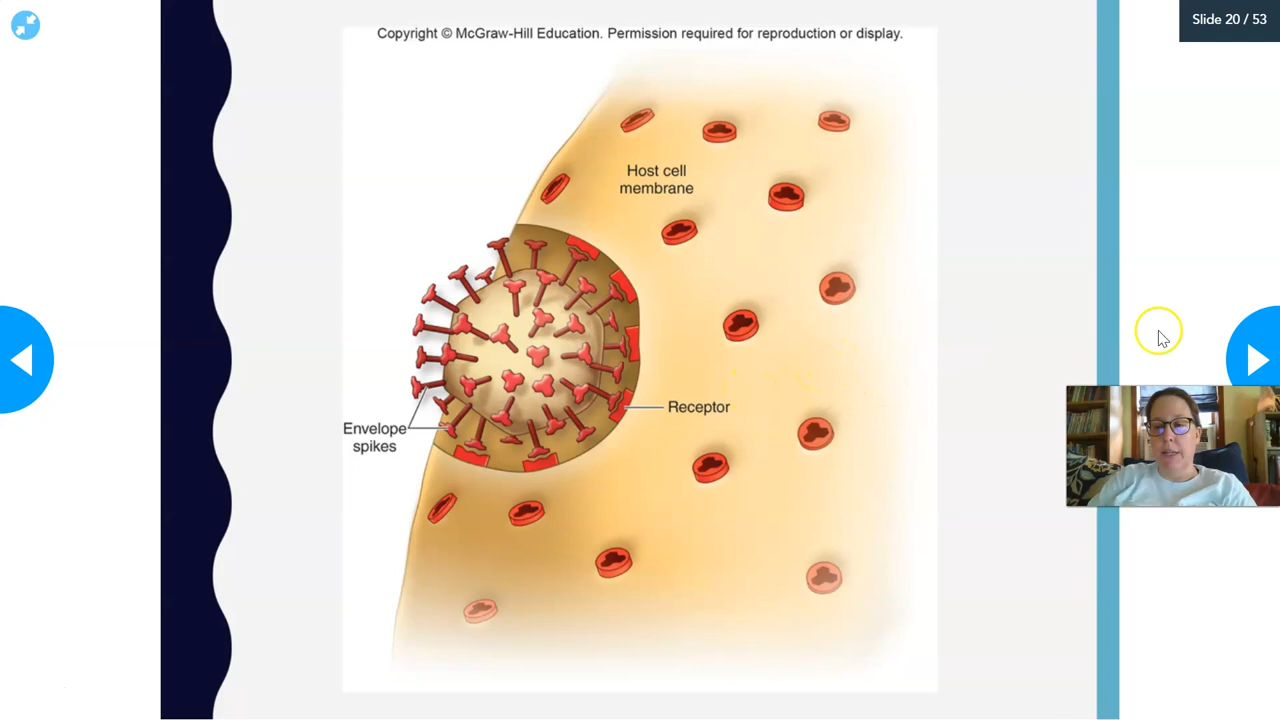 Slide 20 / 53
Copyright © McGraw-Hill Education. Permission required for reproduction or display.
Host cell
membrane
Receptor
Envelope
spikes